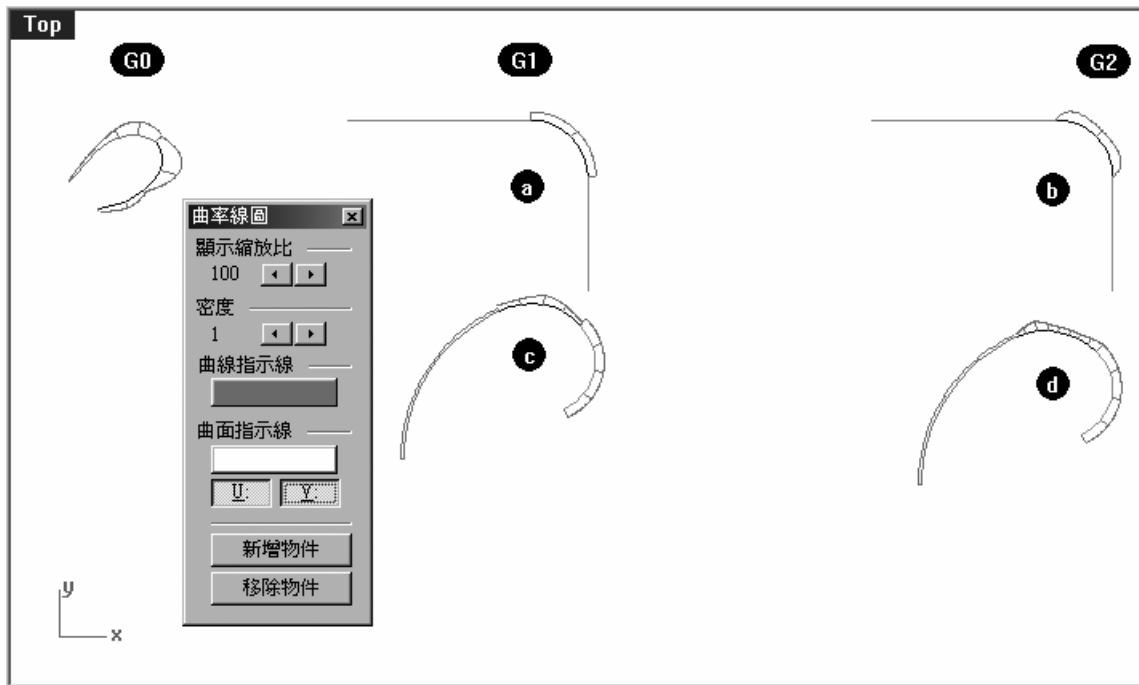 Top
G0 G1 G2
a b
曲率線圖
顯示縮放比
100
密度
1
曲線指示線
曲面指示線
U: V:
新增物件
移除物件
c
d
y
x